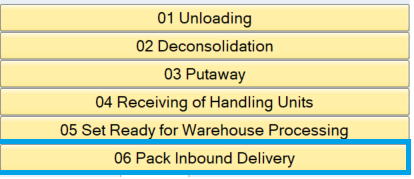 01 Unloading
02 Deconsolidation
03 Putaway
04 Receiving of Handling Units
05 Set Ready for Warehouse Processing
06 Pack Inbound Delivery